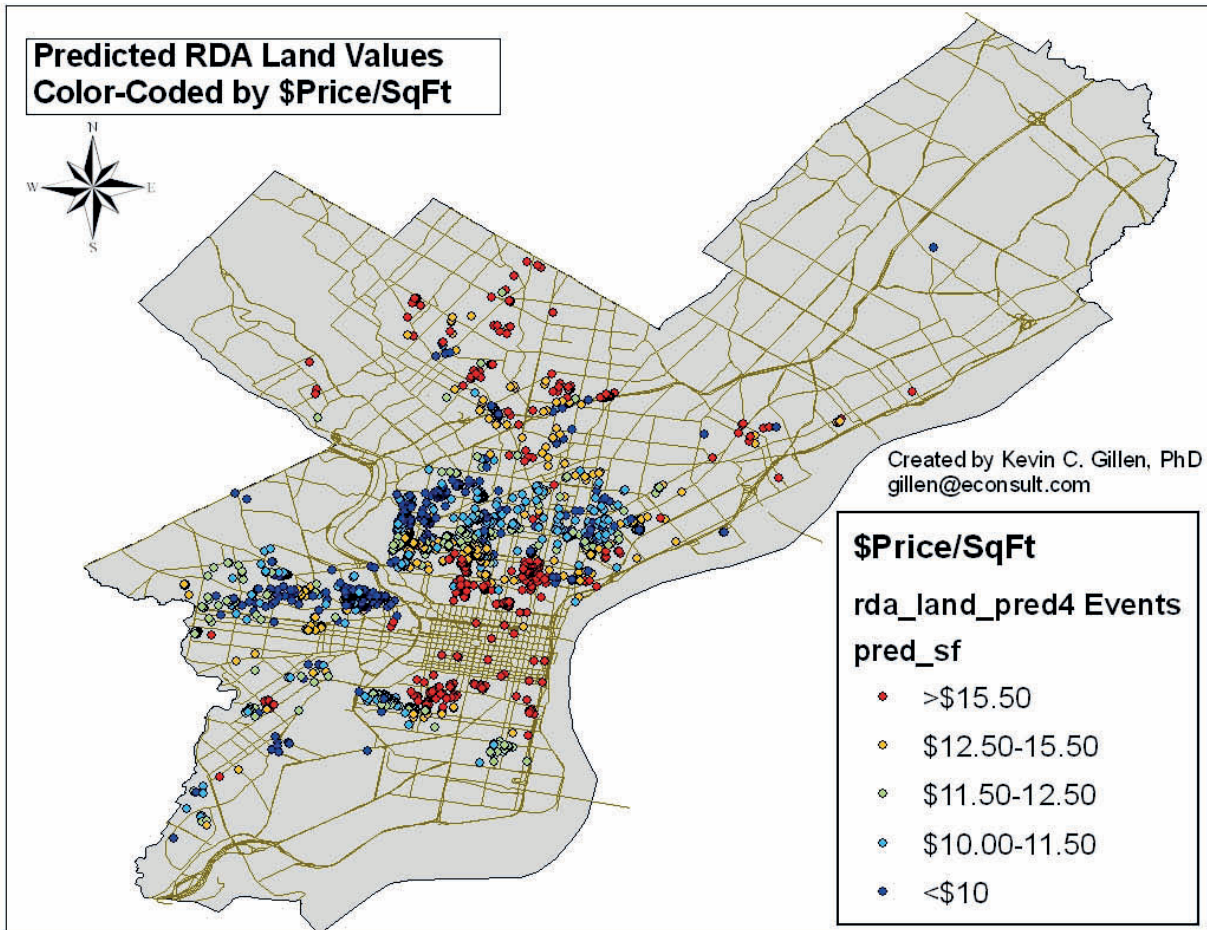 Predicted RDA Land Values
Color-Coded by $Price/SqFt
N
W
E
S
Created by Kevin C. Gillen, PhD
gillen@econsult.com
$Price/SqFt
rda_land_pred4 Events
pred_sf
>$15.50
$12.50-15.50
$11.50-12.50
$10.00-11.50
<$10